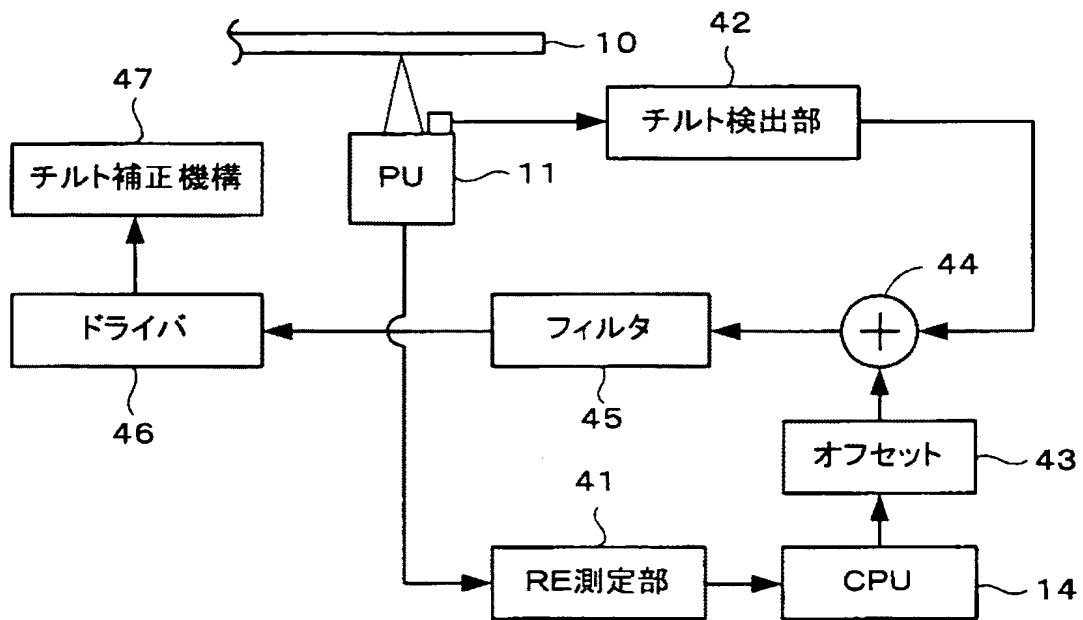 42
10
47
チルト検出部
チルト補正機構
PU
11
44
ドライバ
フィルタ
46
45
オフセット
43
41
RE測定部
CPU
14